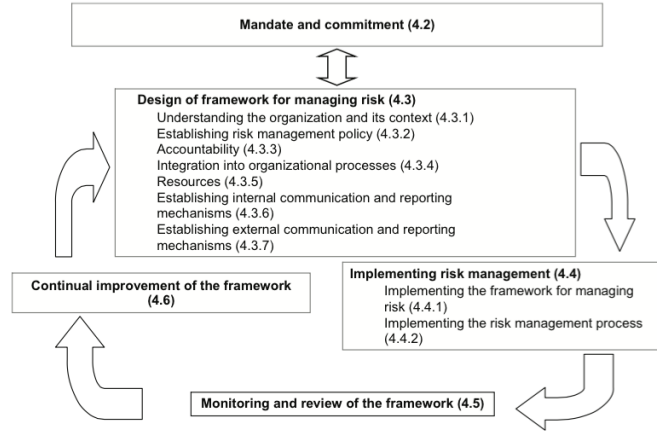 Mandate and commitment (4.2)
Design of framework for managing risk (4.3)
Understanding the organization and its context (4.3.1)
Establishing risk management policy (4.3.2)
Accountability (4.3.3)
Integration into organizational processes (4.3.4)
Resources (4.3.5)
Establishing internal communication and reporting
mechanisms (4.3.6)
Establishing external communication and reporting
mechanisms (4.3.7)
Implementing risk management (4.4)
Implementing the framework for managing
risk (4.4.1)
Implementing the risk management process
(4.4.2)
Monitoring and review of the framework (4.5)
Continual improvement of the framework
(4.6)